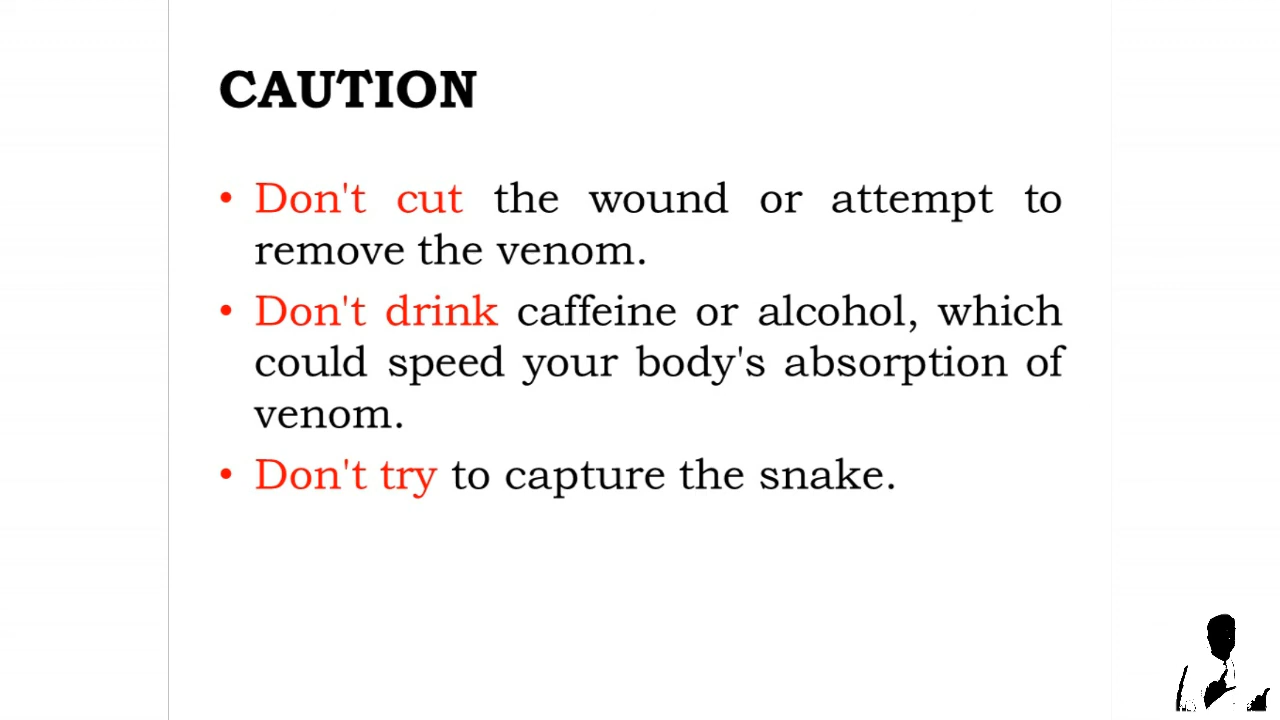 CAUTION
• Don't cut the wound or attempt to
remove the venom.
• Don't drink caffeine or alcohol, which
could speed your body's absorption of
venom.
• Don't try to capture the snake.